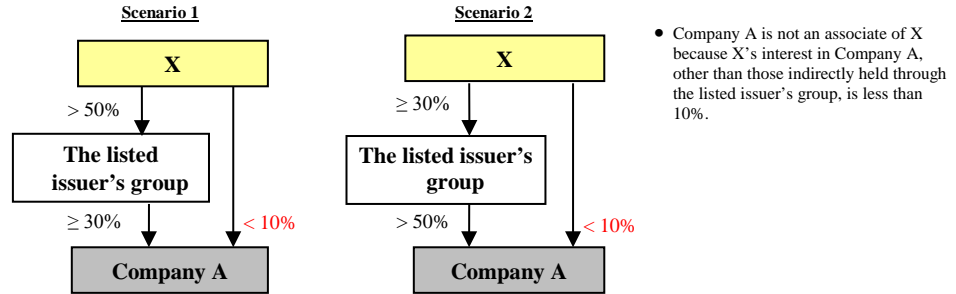 Scenario 1
X
> 50%
The listed
issuer's group
≥ 30%
< 10%
Company A
Scenario 2
X
≥ 30%
The listed issuer's
group
> 50%
< 10%
Company A
• Company A is not an associate of X
because X's interest in Company A,
other than those indirectly held through
the listed issuer's group, is less than
10%.